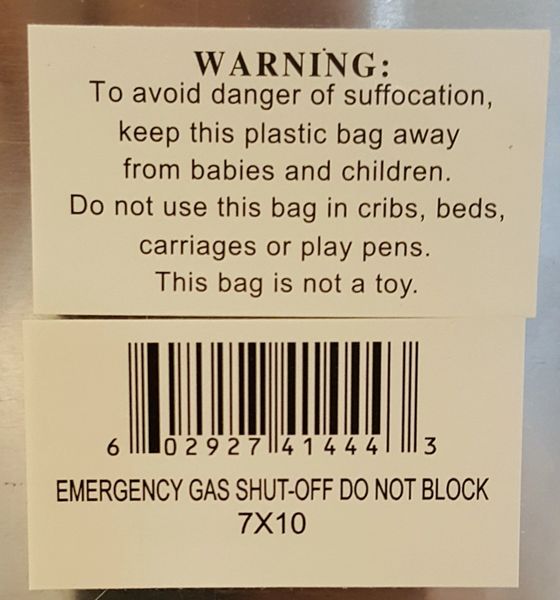 WARNING:
To avoid danger of suffocation,
keep this plastic bag away
from babies and children.
Do not use this bag in cribs, beds,
carriages or play pens.
This bag is not a toy.
6 02927 41444 3
EMERGENCY GAS SHUT-OFF DO NOT BLOCK
7X10